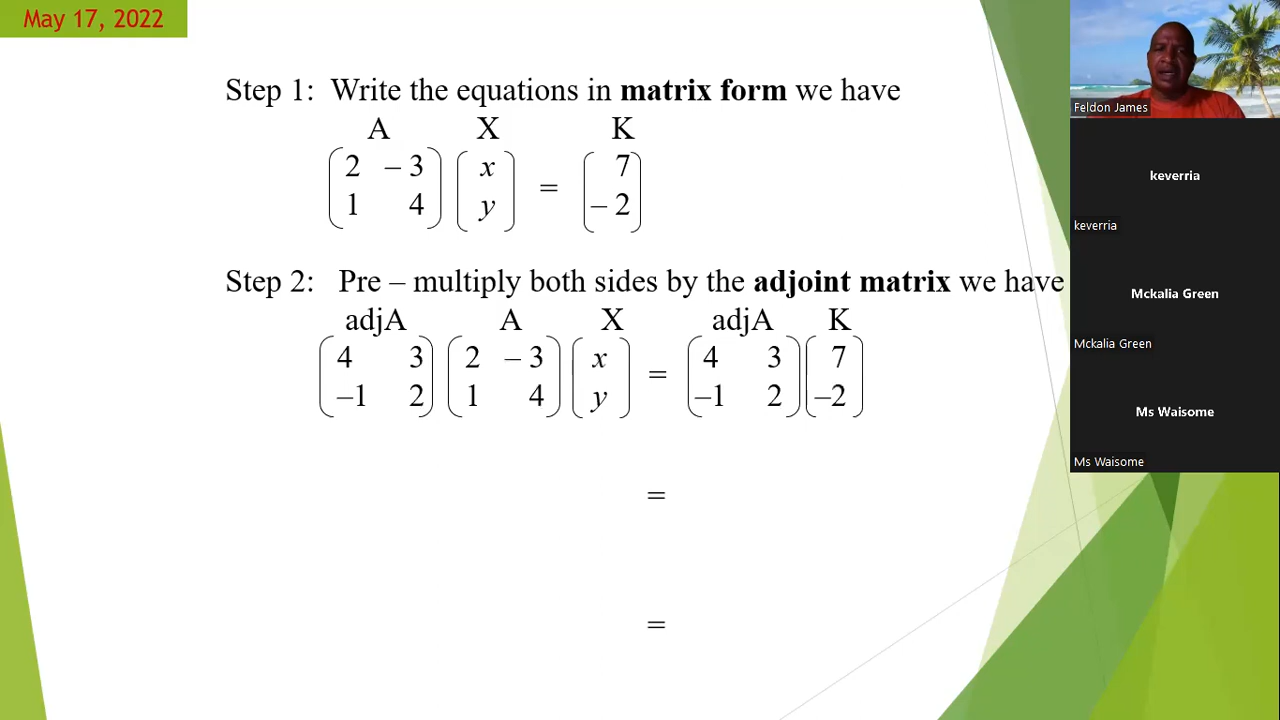 May 17, 2022
Step 1: Write the equations in matrix form we have
A X K
2 – 3 x = 7
1 4 y – 2
Step 2: Pre – multiply both sides by the adjoint matrix we have
adjA A X adjA K
4 3 2 – 3 x = 4 3 7
–1 2 1 4 y –1 2 –2
=
=
Feldon James
keverria
keverria
Mckalia Green
Mckalia Green
Ms Waisome
Ms Waisome